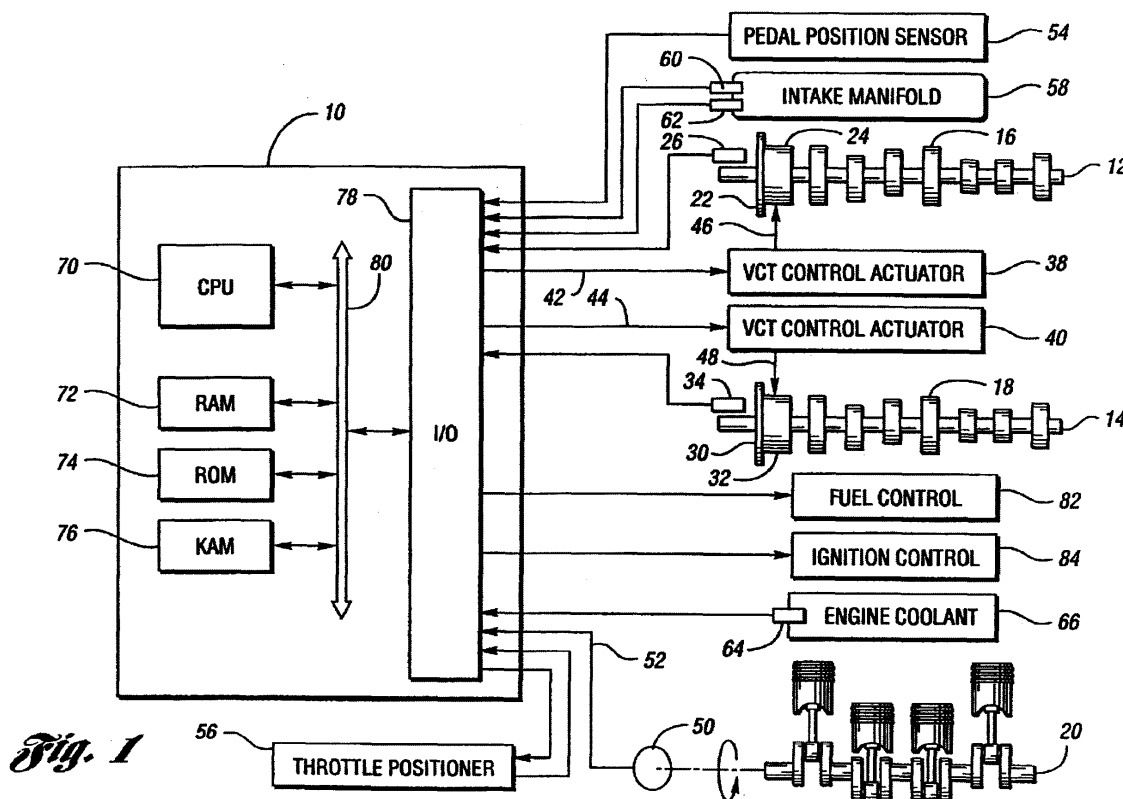 PEDAL POSITION SENSOR
54
60
INTAKE MANIFOLD
58
62
10
26
24
16
12
78
22
46
70
CPU
80
VCT CONTROL ACTUATOR
38
42
44
VCT CONTROL ACTUATOR
40
48
34
18
72
RAM
14
I/O
30
74
ROM
32
FUEL CONTROL
82
76
KAM
IGNITION CONTROL
84
ENGINE COOLANT
66
64
52
56
50
20
Fig. 1
THROTTLE POSITIONER